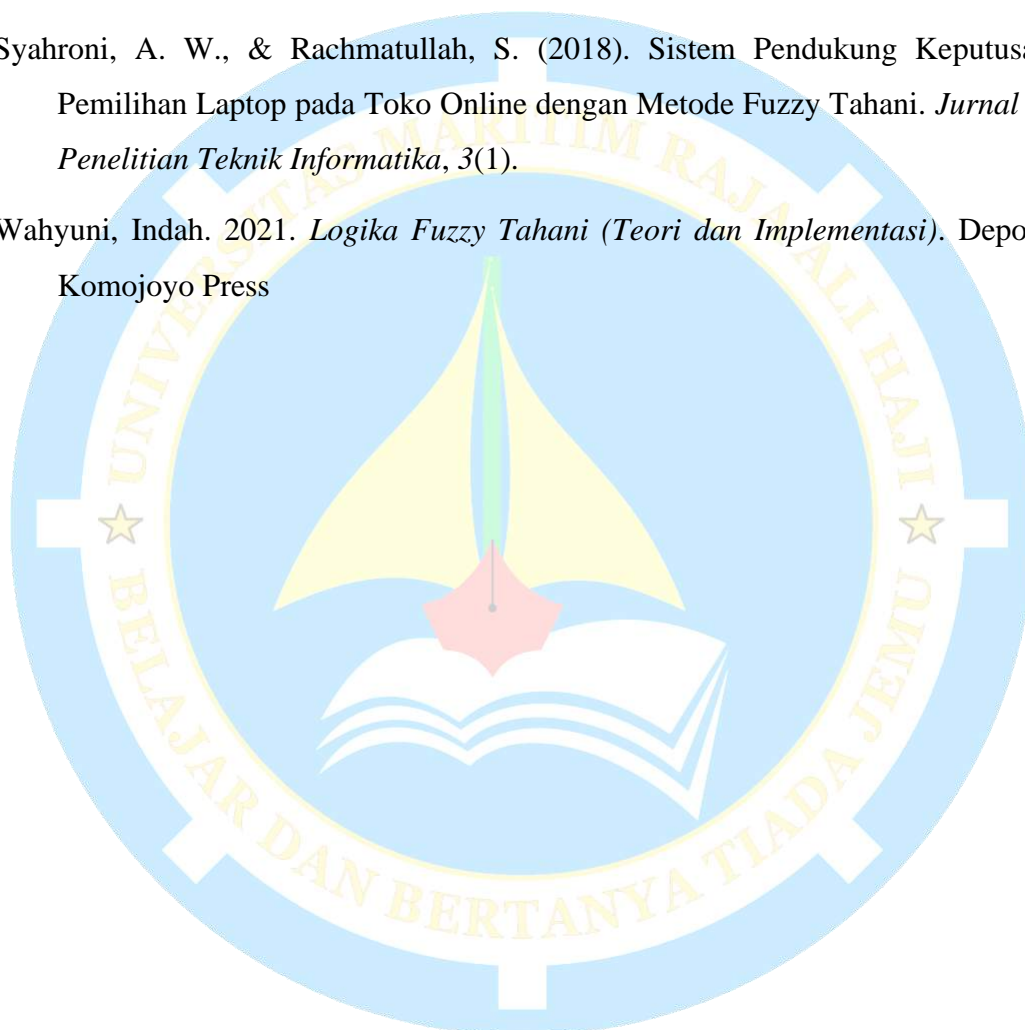 Syahroni, A. W., & Rachmatullah, S. (2018). Sistem Pendukung Keputusa
Pemilihan Laptop pada Toko Online dengan Metode Fuzzy Tahani. Jurnal
Penelitian Teknik Informatika, 3(1).
Wahyuni, Indah. 2021. Logika Fuzzy Tahani (Teori dan Implementasi). Depo
Komojoyo Press
UNIVERSITAS MARITIM RAJA ALI HAJI
BELAJAR DAN BERTANYA TIADA JEMU